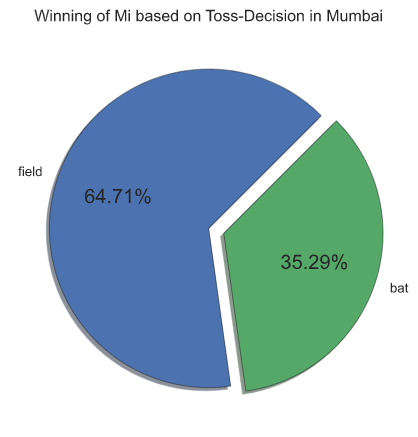 Winning of Mi based on Toss-Decision in Mumbai
field
64.71%
35.29%
bat